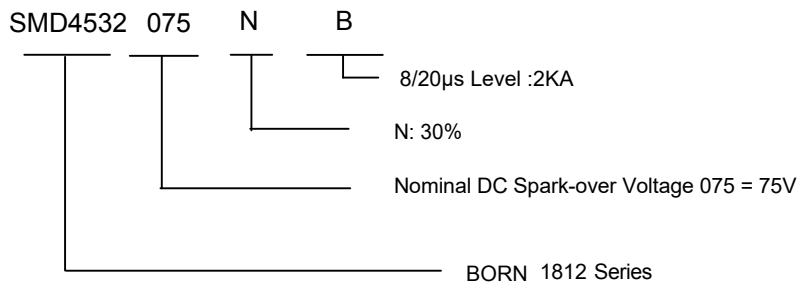 SMD4532 075 N B
8/20μs Level :2KA
N: 30%
Nominal DC Spark-over Voltage 075 = 75V
BORN 1812 Series